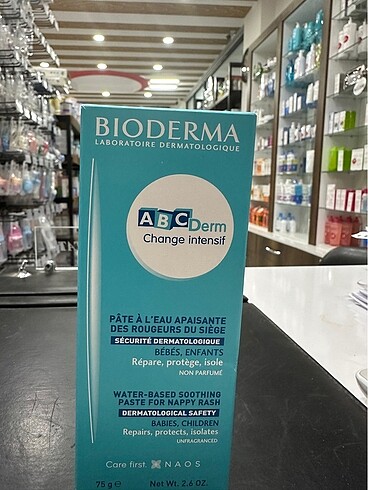 BIODERMA
LABORATOIRE DERMATOLOGIQUE
ABCDerm
Change intensif
PÂTE À L'EAU APAISANTE
DES ROUGEURS DU SIÈGE
SÉCURITÉ DERMATOLOGIQUE
BÉBÉS, ENFANTS
Répare, protège, isole
NON PARFUMÉ
WATER-BASED SOOTHING
PASTE FOR NAPPY RASH
DERMATOLOGICAL SAFETY
BABIES, CHILDREN
Repairs, protects, isolates
UNFRAGRANCED
Care first. NAOS
75 g e Net Wt. 2.6 OZ.